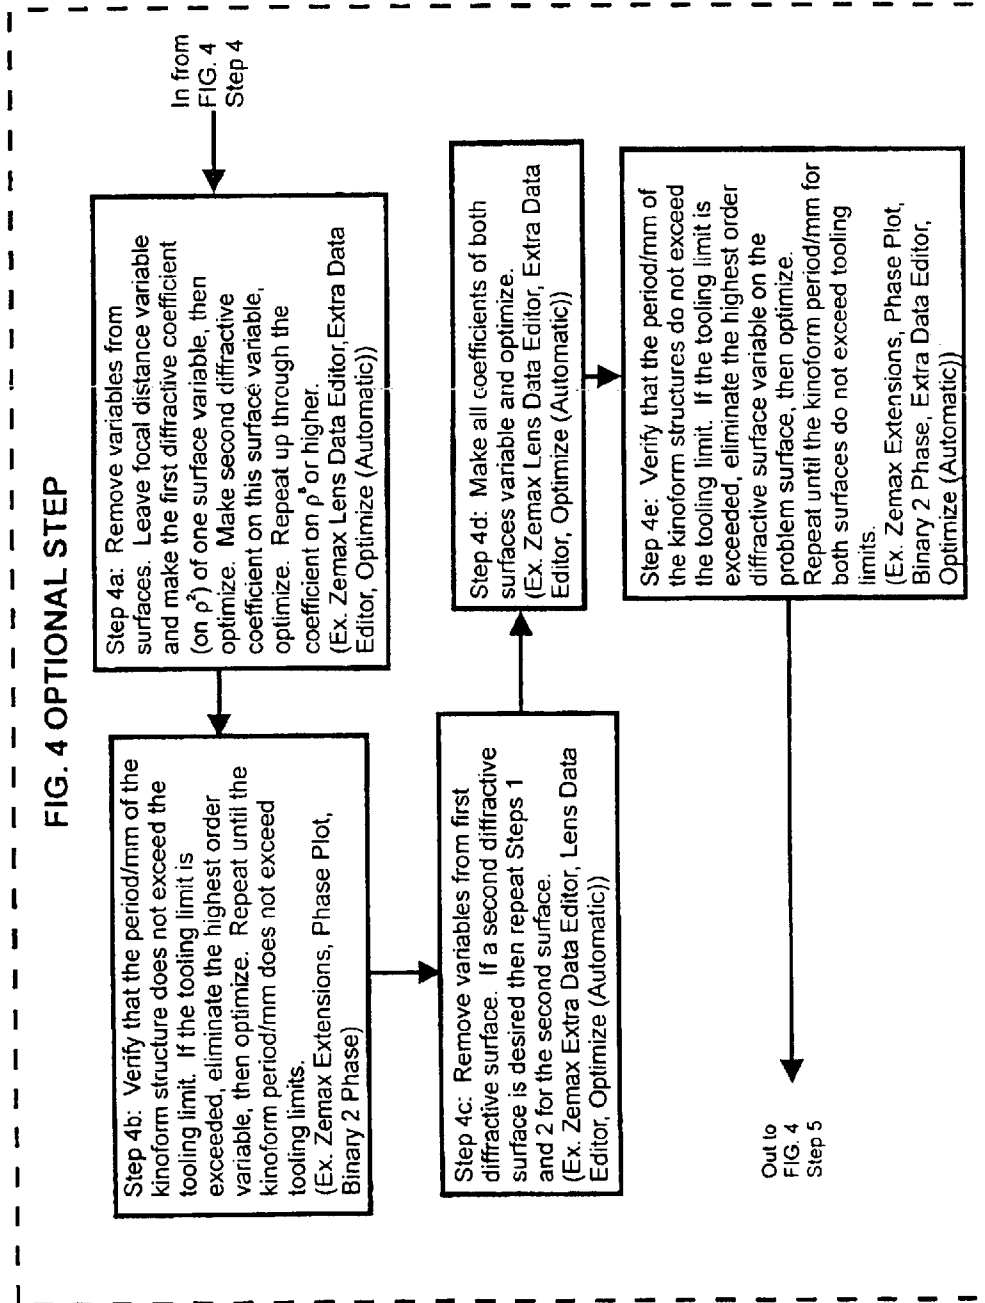 FIG. 4 OPTIONAL STEP
In from
FIG. 4
Step 4
Step 4a: Remove variables from
surfaces. Leave focal distance variable
and make the first diffractive coefficient
(on ρ²) of one surface variable, then
optimize. Make second diffractive
coefficient on this surface variable,
optimize. Repeat up through the
coefficient on ρ⁸ or higher.
(Ex. Zemax Lens Data Editor, Extra Data
Editor, Optimize (Automatic))
Step 4b: Verify that the period/mm of the
kinoform structure does not exceed the
tooling limit. If the tooling limit is
exceeded, eliminate the highest order
variable, then optimize. Repeat until the
kinoform period/mm does not exceed
tooling limits.
(Ex. Zemax Extensions, Phase Plot,
Binary 2 Phase)
Step 4c: Remove variables from first
diffractive surface. If a second diffractive
surface is desired then repeat Steps 1
and 2 for the second surface.
(Ex. Zemax Extra Data Editor, Lens Data
Editor, Optimize (Automatic))
Step 4d: Make all coefficients of both
surfaces variable and optimize.
(Ex. Zemax Lens Data Editor, Extra Data
Editor, Optimize (Automatic))
Step 4e: Verify that the period/mm of
the kinoform structures do not exceed
the tooling limit. If the tooling limit is
exceeded, eliminate the highest order
diffractive surface variable on the
problem surface, then optimize.
Repeat until the kinoform period/mm for
both surfaces do not exceed tooling
limits.
(Ex. Zemax Extensions, Phase Plot,
Binary 2 Phase, Extra Data Editor,
Optimize (Automatic))
Out to
FIG. 4
Step 5